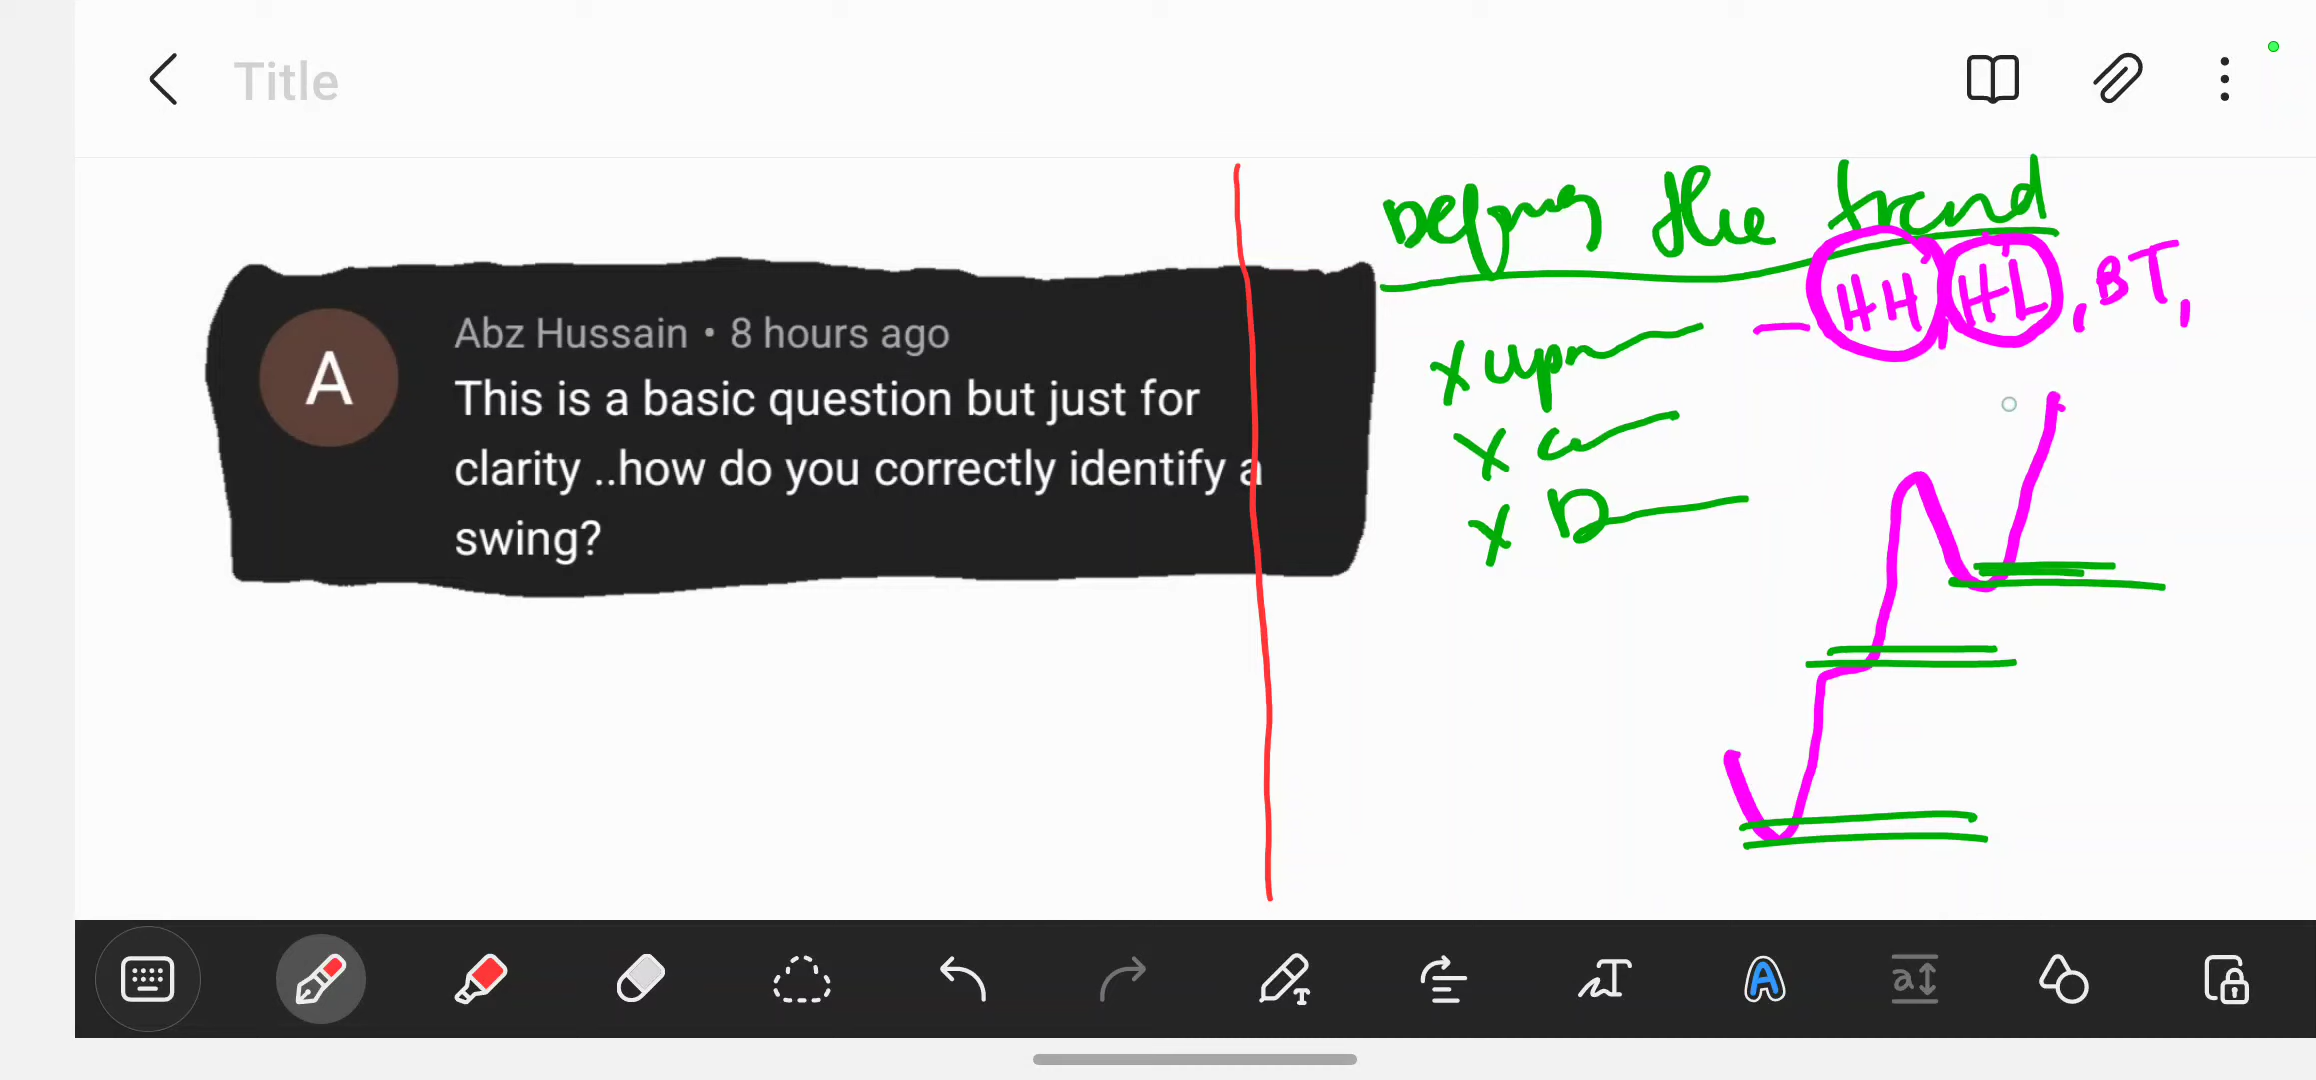 Title
Abz Hussain • 8 hours ago
A
This is a basic question but just for
clarity ..how do you correctly identify a
swing?
the trend
HH, HL, BT,
x
x
x D